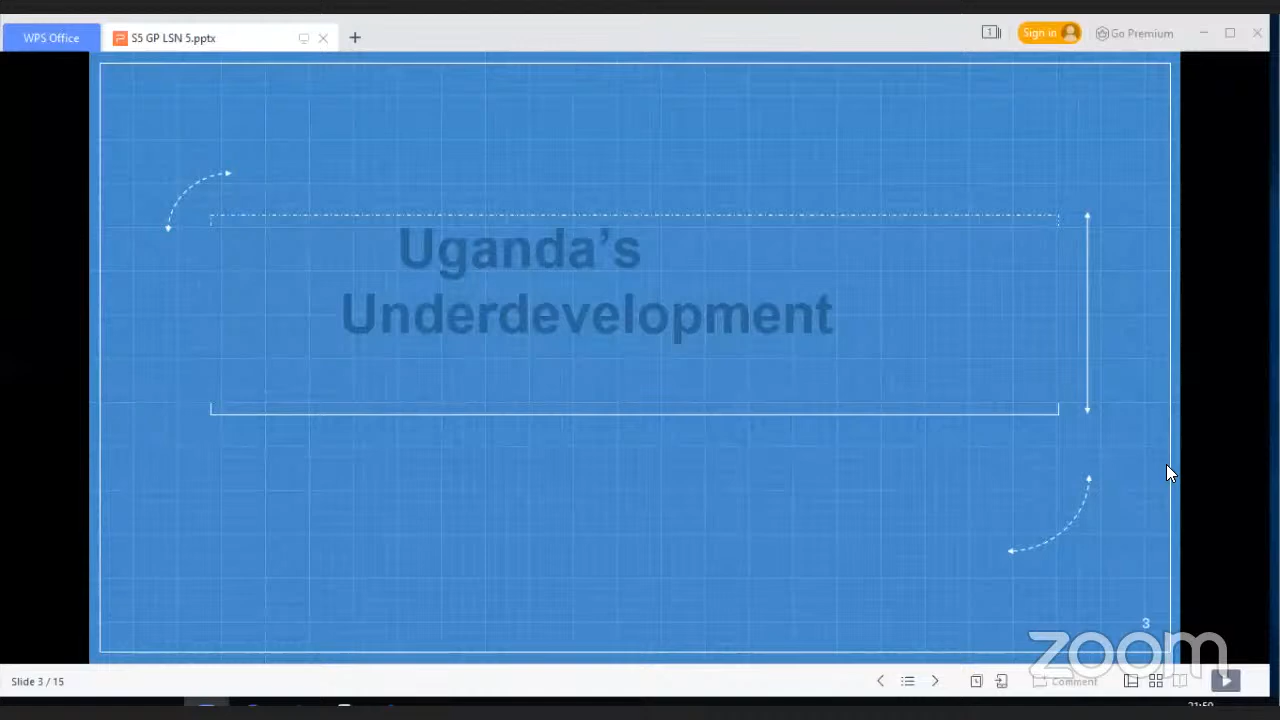 WPS Office
S5 GP LSN 5.pptx
1
Sign in
Go Premium
Uganda’s
Underdevelopment
3
zoom
Slide 3 / 15
Comment